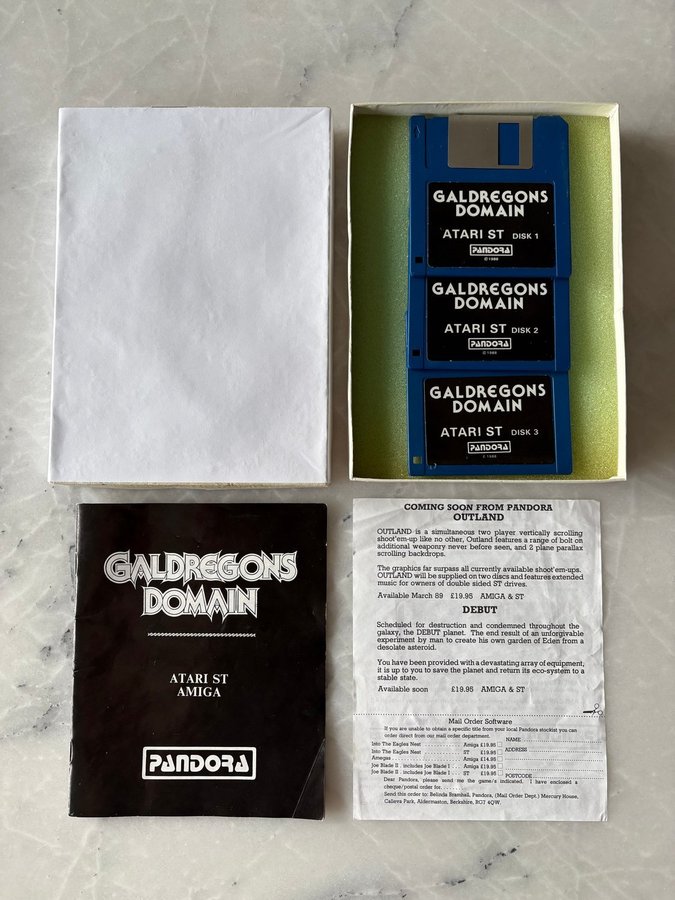 GALDREGONS
DOMAIN
ATARI ST DISK 1
PANDORA
© 1988
GALDREGONS
DOMAIN
ATARI ST DISK 2
PANDORA
© 1988
GALDREGONS
DOMAIN
ATARI ST DISK 3
PANDORA
© 1988
GALDREGONS
DOMAIN
ATARI ST
AMIGA
PANDORA
COMING SOON FROM PANDORA
OUTLAND
OUTLAND is a simultaneous two player vertically scrolling
shoot'em-up like no other, Outland features a range of bolt on
additional weaponry never before seen, and 2 plane parallax
scrolling backdrops.
The graphics far surpass all currently available shoot'em-ups.
OUTLAND will be supplied on two discs and features extended
music for owners of double sided ST drives.
Available March 89 £19.95 AMIGA & ST
DEBUT
Scheduled for destruction and condemned throughout the
galaxy, the DEBUT planet. The end result of an unforgivable
experiment by man to create his own garden of Eden from a
desolate asteroid.
You have been provided with a devastating array of equipment,
it is up to you to save the planet and return its eco-system to a
stable state.
Available soon £19.95 AMIGA & ST
Mail Order Software
If you are unable to obtain a specific title from your local Pandora stockist you can
order direct from our mail order department.
NAME
Into The Eagles Nest Amiga £19.95
ADDRESS
Into The Eagles Nest ST £19.95
Amegas Amiga £14.95
Joe Blade II . includes Joe Blade I . . . Amiga £19.95
Joe Blade II . includes Joe Blade I . . . ST £19.95
POSTCODE
Dear Pandora, please send me the game/s indicated. I have enclosed a
cheque/postal order for. . . . . . . .
Send this order to: Belinda Bramhall, Pandora, (Mail Order Dept.) Mercury House,
Calleva Park, Aldermaston, Berkshire, RG7 4QW.